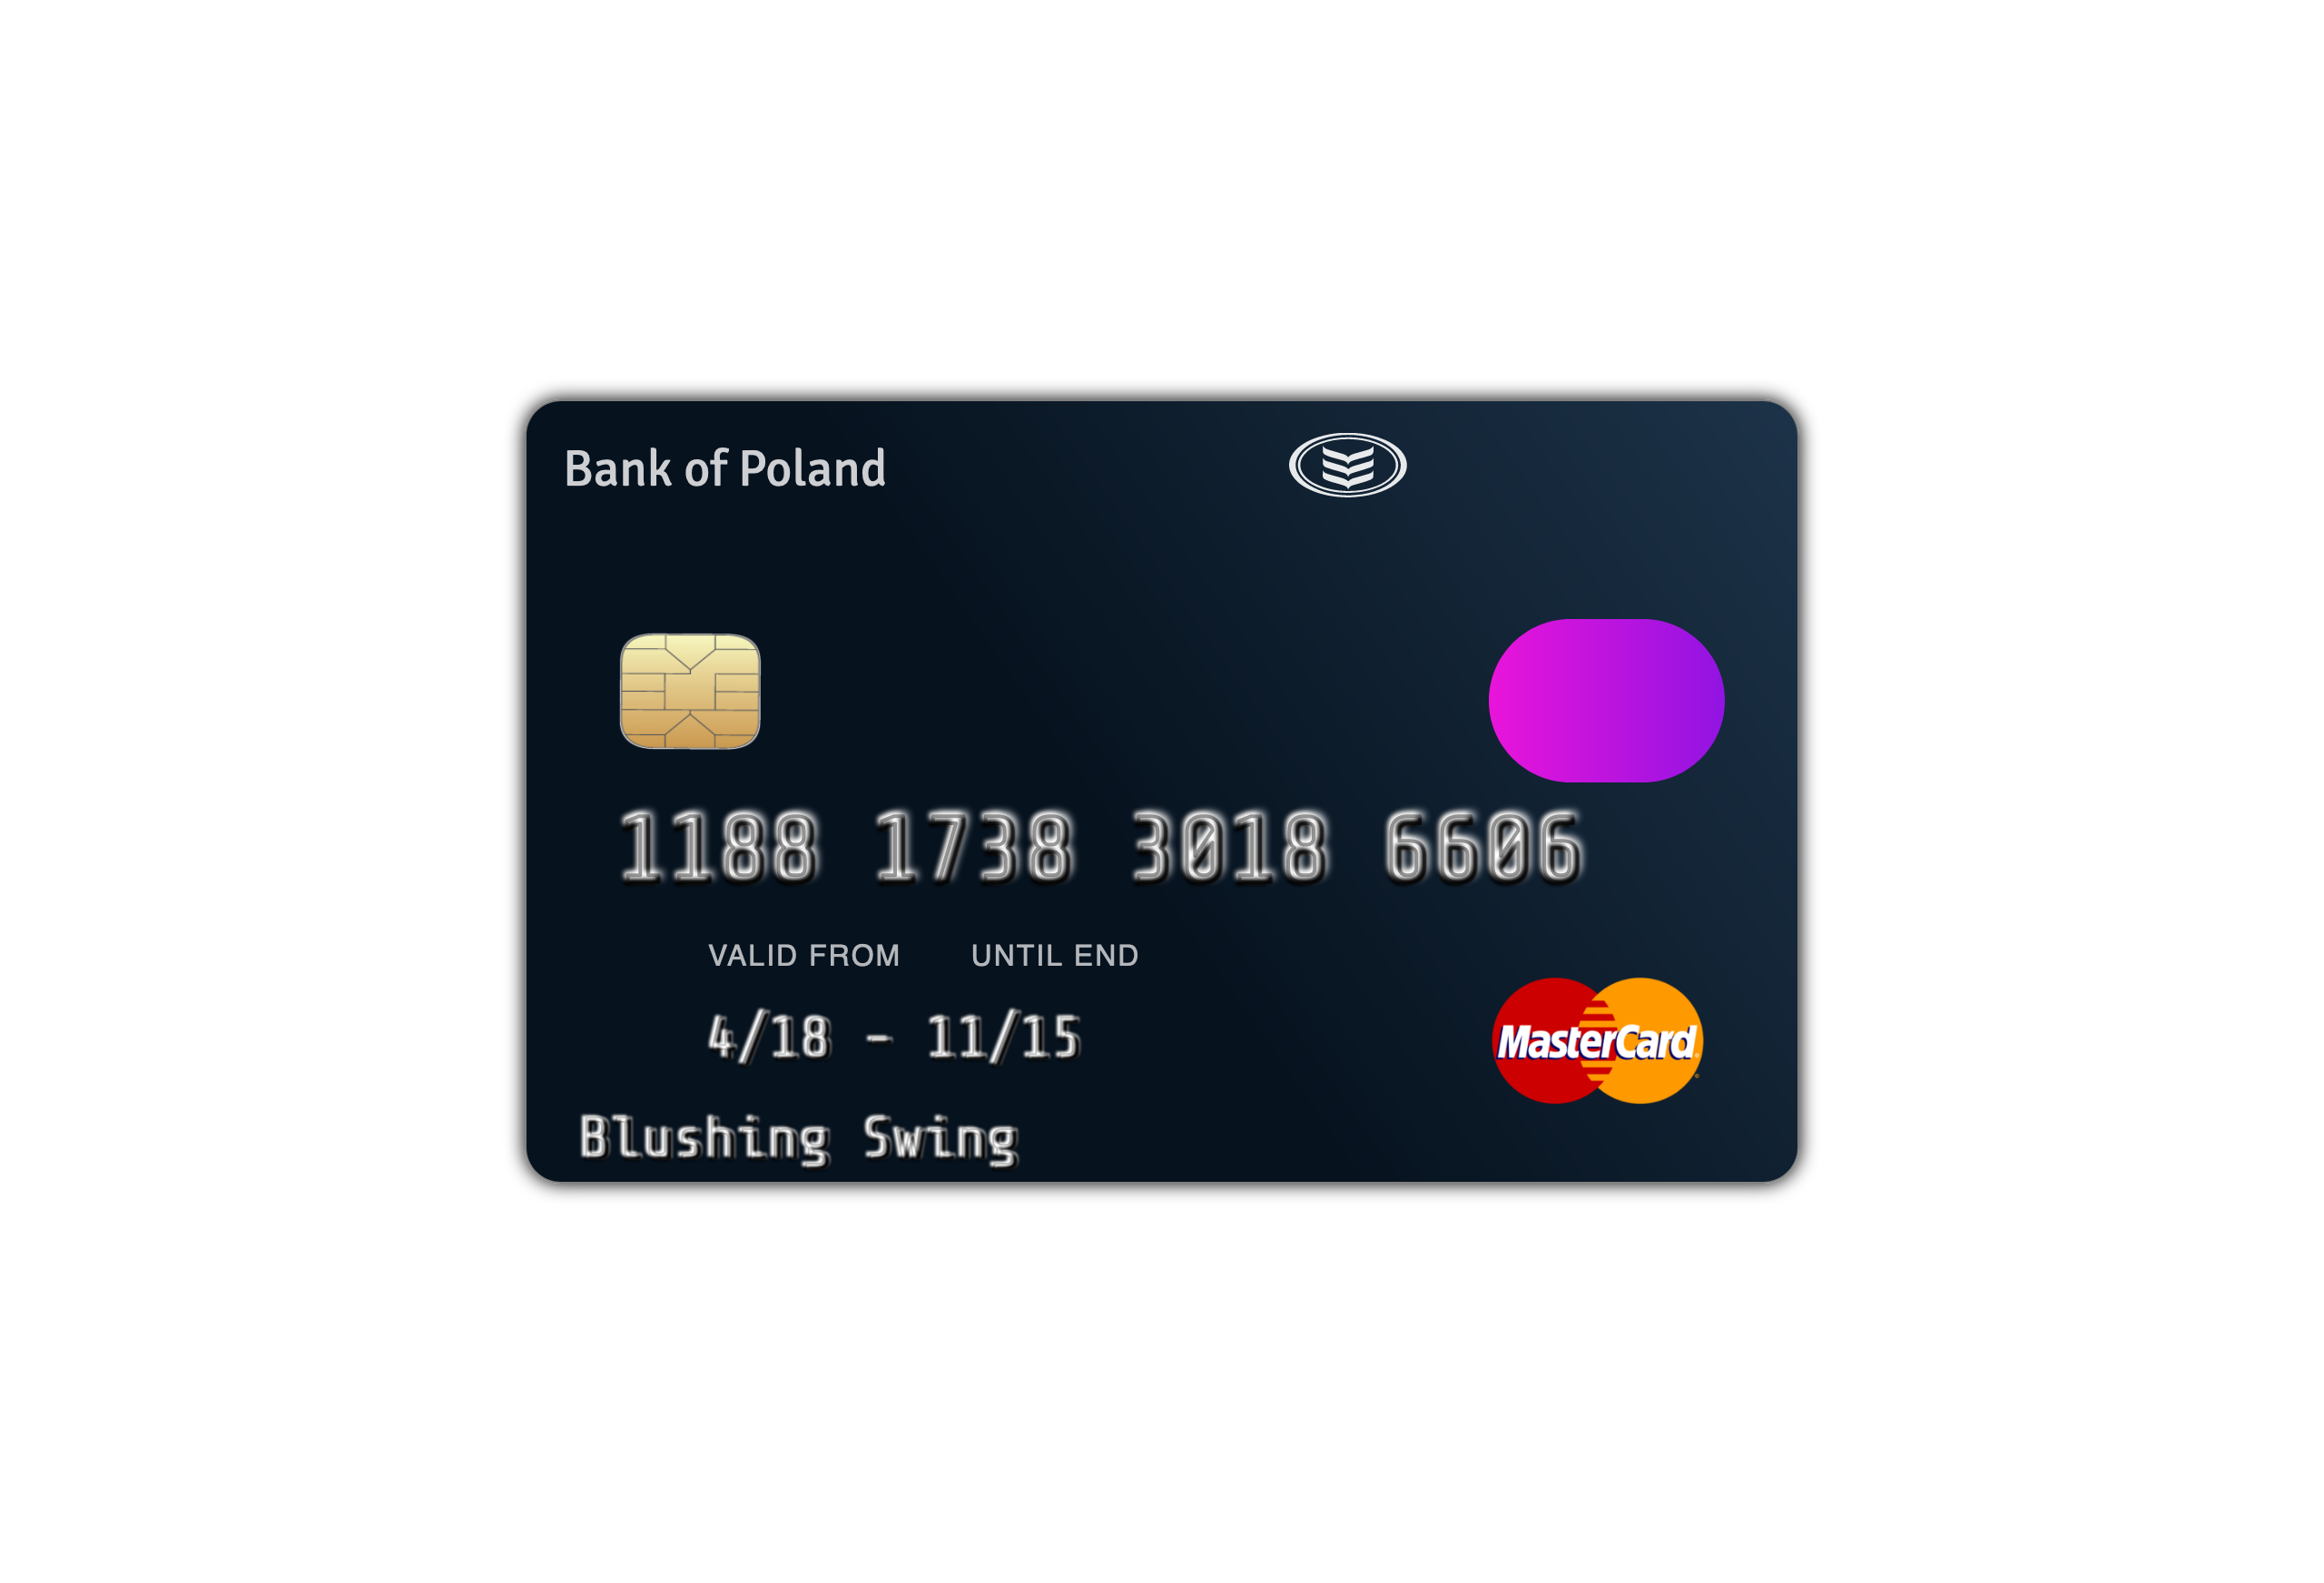 Bank of Poland
1188 1738 3018 6606
VALID FROM UNTIL END
4/18 - 11/15
MasterCard
Blushing Swing